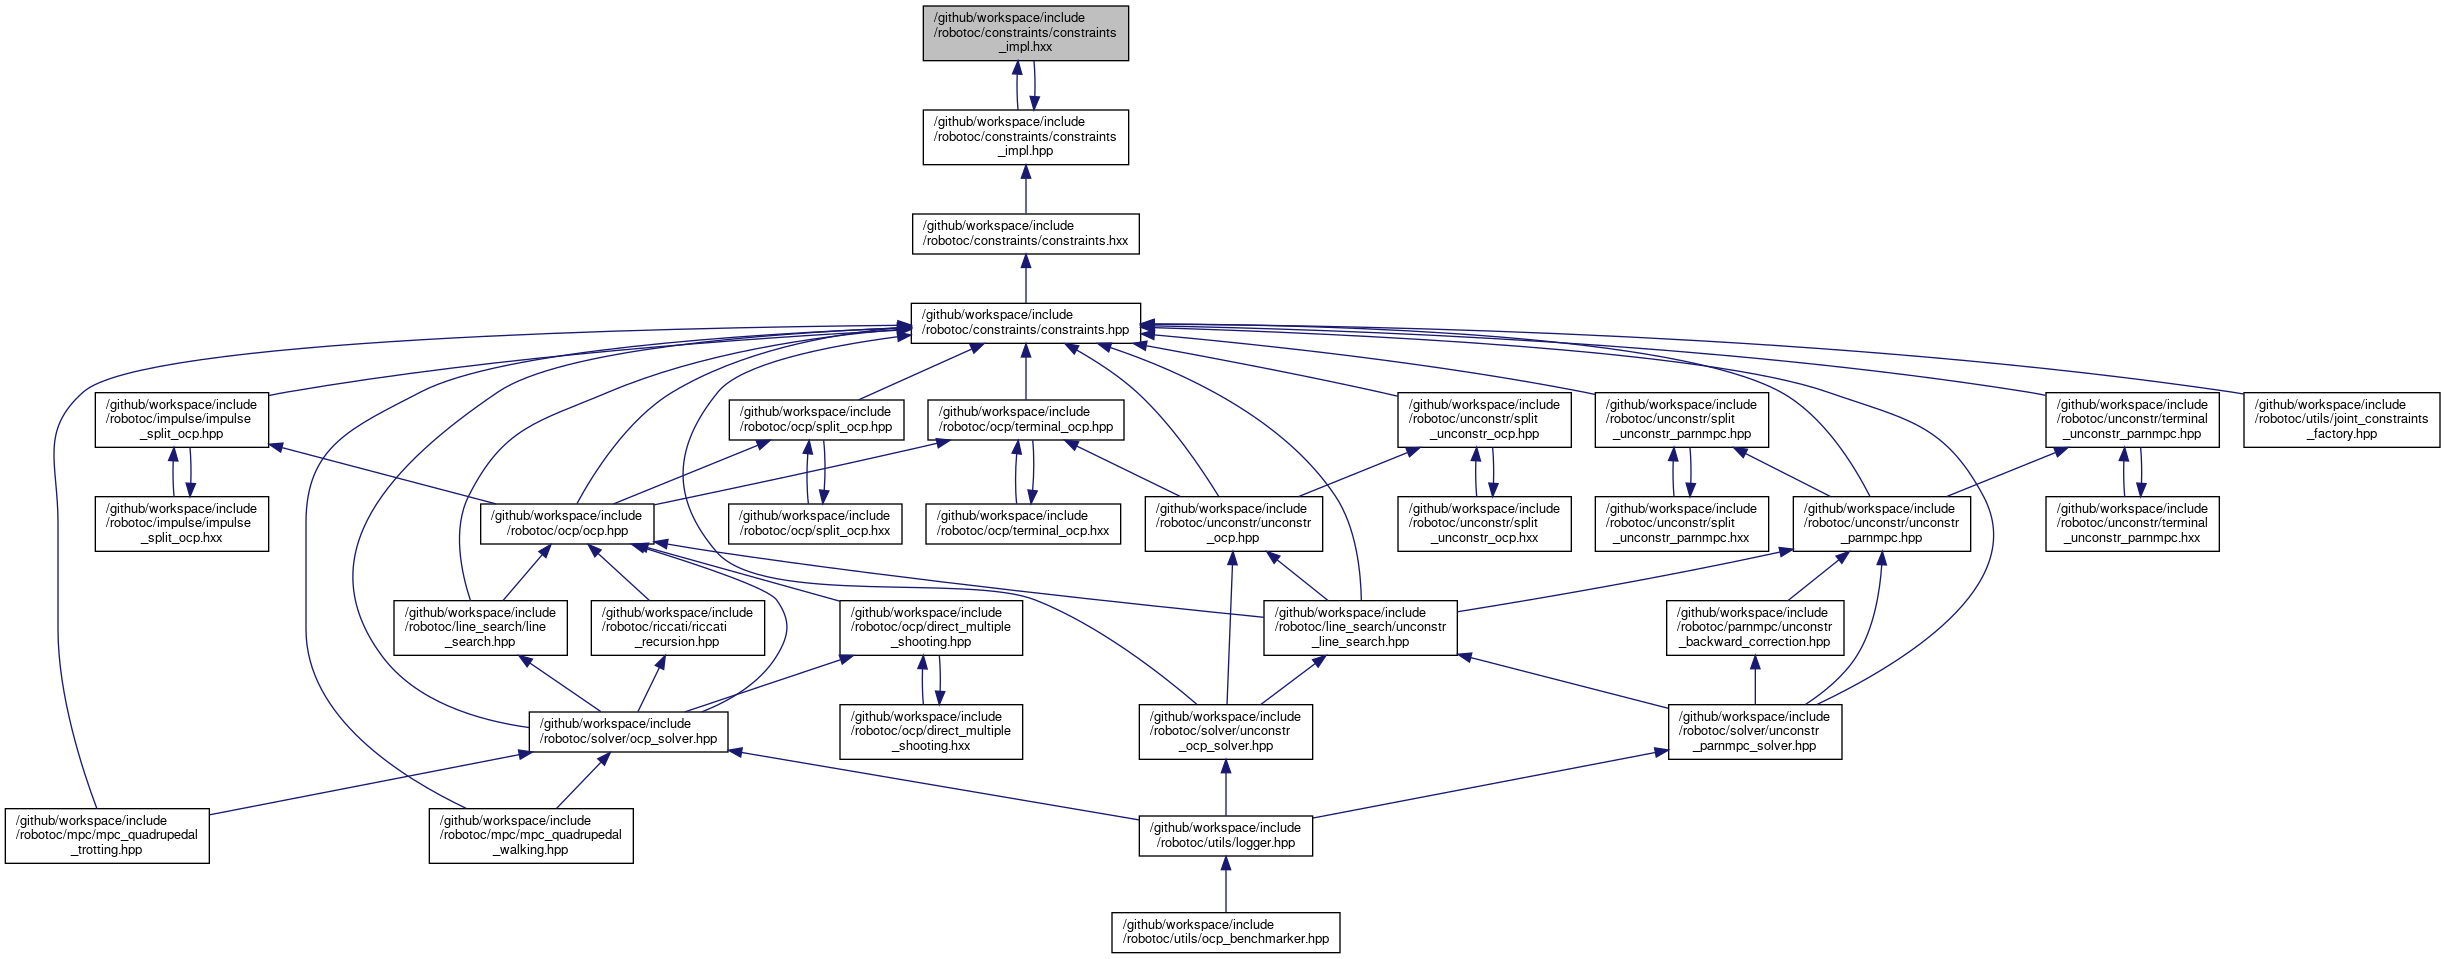 /github/workspace/include
/robotoc/constraints/constraints
_impl.hxx
/github/workspace/include
/robotoc/constraints/constraints
_impl.hpp
/github/workspace/include
/robotoc/constraints/constraints.hxx
/github/workspace/include
/robotoc/constraints/constraints.hpp
/github/workspace/include
/robotoc/impulse/impulse
_split_ocp.hpp
/github/workspace/include
/robotoc/ocp/split_ocp.hpp
/github/workspace/include
/robotoc/ocp/terminal_ocp.hpp
/github/workspace/include
/robotoc/unconstr/split
_unconstr_ocp.hpp
/github/workspace/include
/robotoc/unconstr/split
_unconstr_parnmpc.hpp
/github/workspace/include
/robotoc/unconstr/terminal
_unconstr_parnmpc.hpp
/github/workspace/include
/robotoc/utils/joint_constraints
_factory.hpp
/github/workspace/include
/robotoc/impulse/impulse
_split_ocp.hxx
/github/workspace/include
/robotoc/ocp/ocp.hpp
/github/workspace/include
/robotoc/ocp/split_ocp.hxx
/github/workspace/include
/robotoc/ocp/terminal_ocp.hxx
/github/workspace/include
/robotoc/unconstr/unconstr
_ocp.hpp
/github/workspace/include
/robotoc/unconstr/split
_unconstr_ocp.hxx
/github/workspace/include
/robotoc/unconstr/split
_unconstr_parnmpc.hxx
/github/workspace/include
/robotoc/unconstr/unconstr
_parnmpc.hpp
/github/workspace/include
/robotoc/unconstr/terminal
_unconstr_parnmpc.hxx
/github/workspace/include
/robotoc/line_search/line
_search.hpp
/github/workspace/include
/robotoc/riccati/riccati
_recursion.hpp
/github/workspace/include
/robotoc/ocp/direct_multiple
_shooting.hpp
/github/workspace/include
/robotoc/line_search/unconstr
_line_search.hpp
/github/workspace/include
/robotoc/parnmpc/unconstr
_backward_correction.hpp
/github/workspace/include
/robotoc/solver/ocp_solver.hpp
/github/workspace/include
/robotoc/ocp/direct_multiple
_shooting.hxx
/github/workspace/include
/robotoc/solver/unconstr
_ocp_solver.hpp
/github/workspace/include
/robotoc/solver/unconstr
_parnmpc_solver.hpp
/github/workspace/include
/robotoc/mpc/mpc_quadrupedal
_trotting.hpp
/github/workspace/include
/robotoc/mpc/mpc_quadrupedal
_walking.hpp
/github/workspace/include
/robotoc/utils/logger.hpp
/github/workspace/include
/robotoc/utils/ocp_benchmarker.hpp